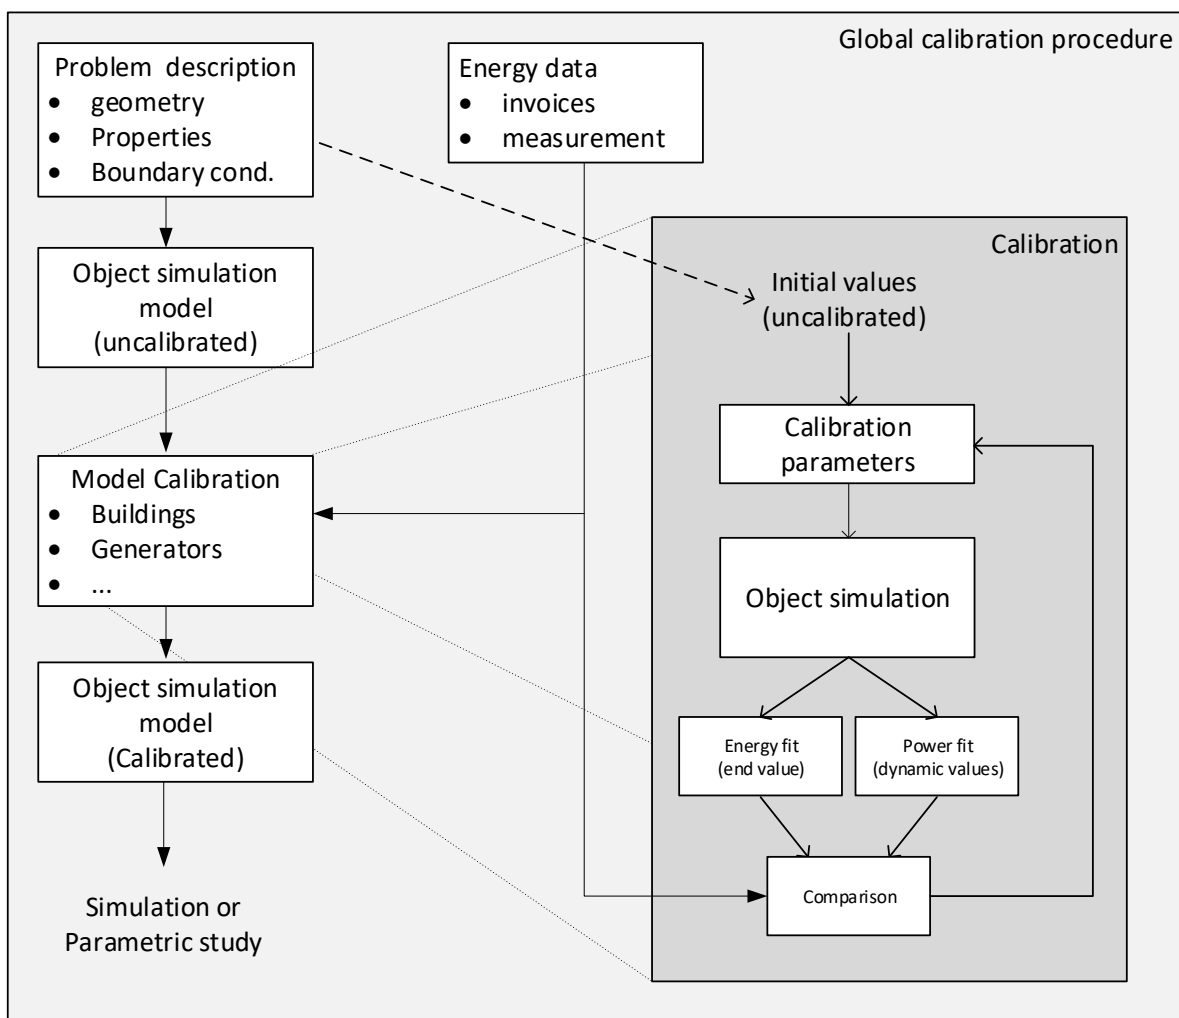 Global calibration procedure
Problem description
• geometry
• Properties
• Boundary cond.
Energy data
• invoices
• measurement
Object simulation
model
(uncalibrated)
Model Calibration
• Buildings
• Generators
• ...
Object simulation
model
(Calibrated)
Simulation or
Parametric study
Calibration
Initial values
(uncalibrated)
Calibration
parameters
Object simulation
Energy fit
(end value)
Power fit
(dynamic values)
Comparison